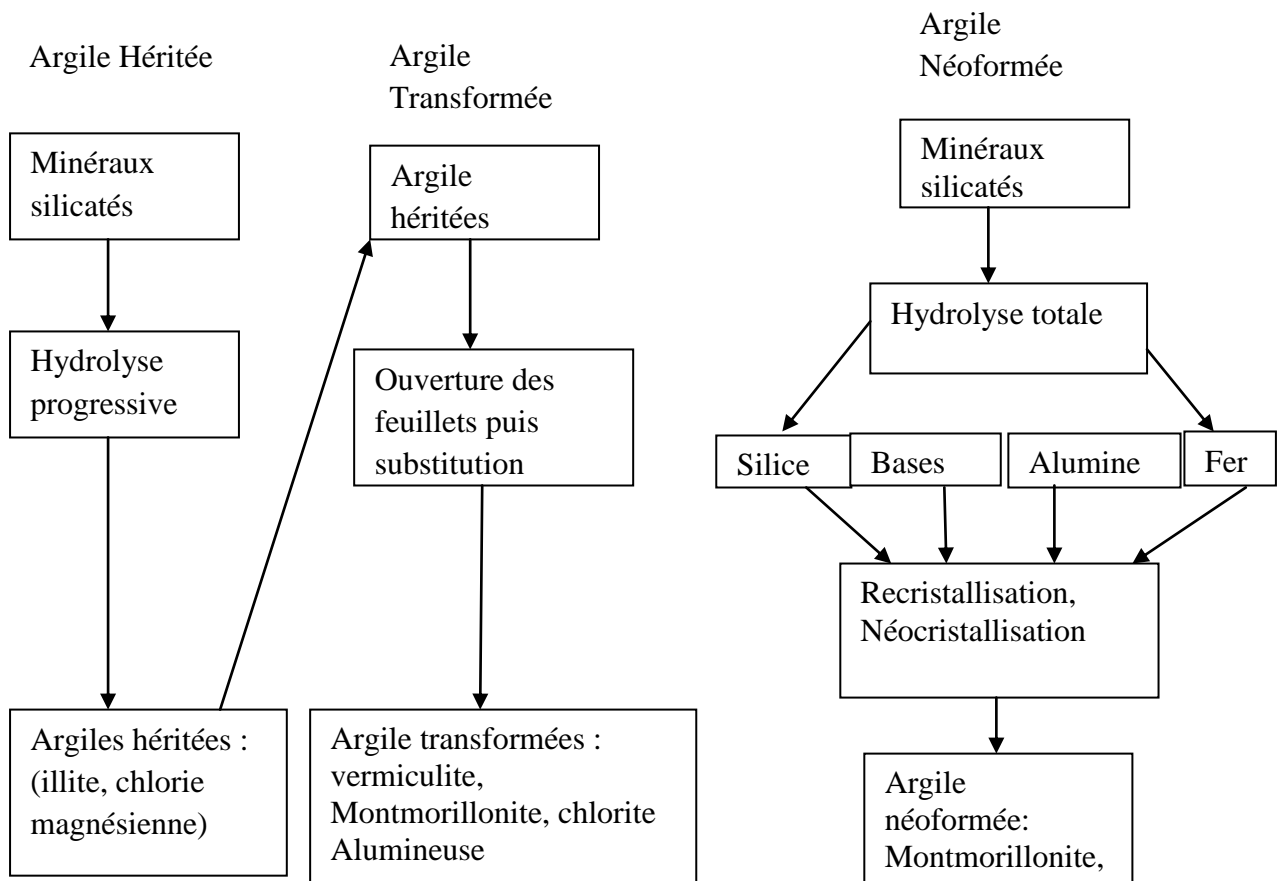 Argile Héritée
Argile
Transformée
Argile
Néoformée
Minéraux
silicatés
Hydrolyse
progressive
Argiles héritées :
(illite, chlorie
magnésienne)
Argile
héritées
Ouverture des
feuillets puis
substitution
Argile transformées :
vermiculite,
Montmorillonite, chlorite
Alumineuse
Minéraux
silicatés
Hydrolyse totale
Silice
Bases
Alumine
Fer
Recristallisation,
Néocristallisation
Argile
néoformée:
Montmorillonite,